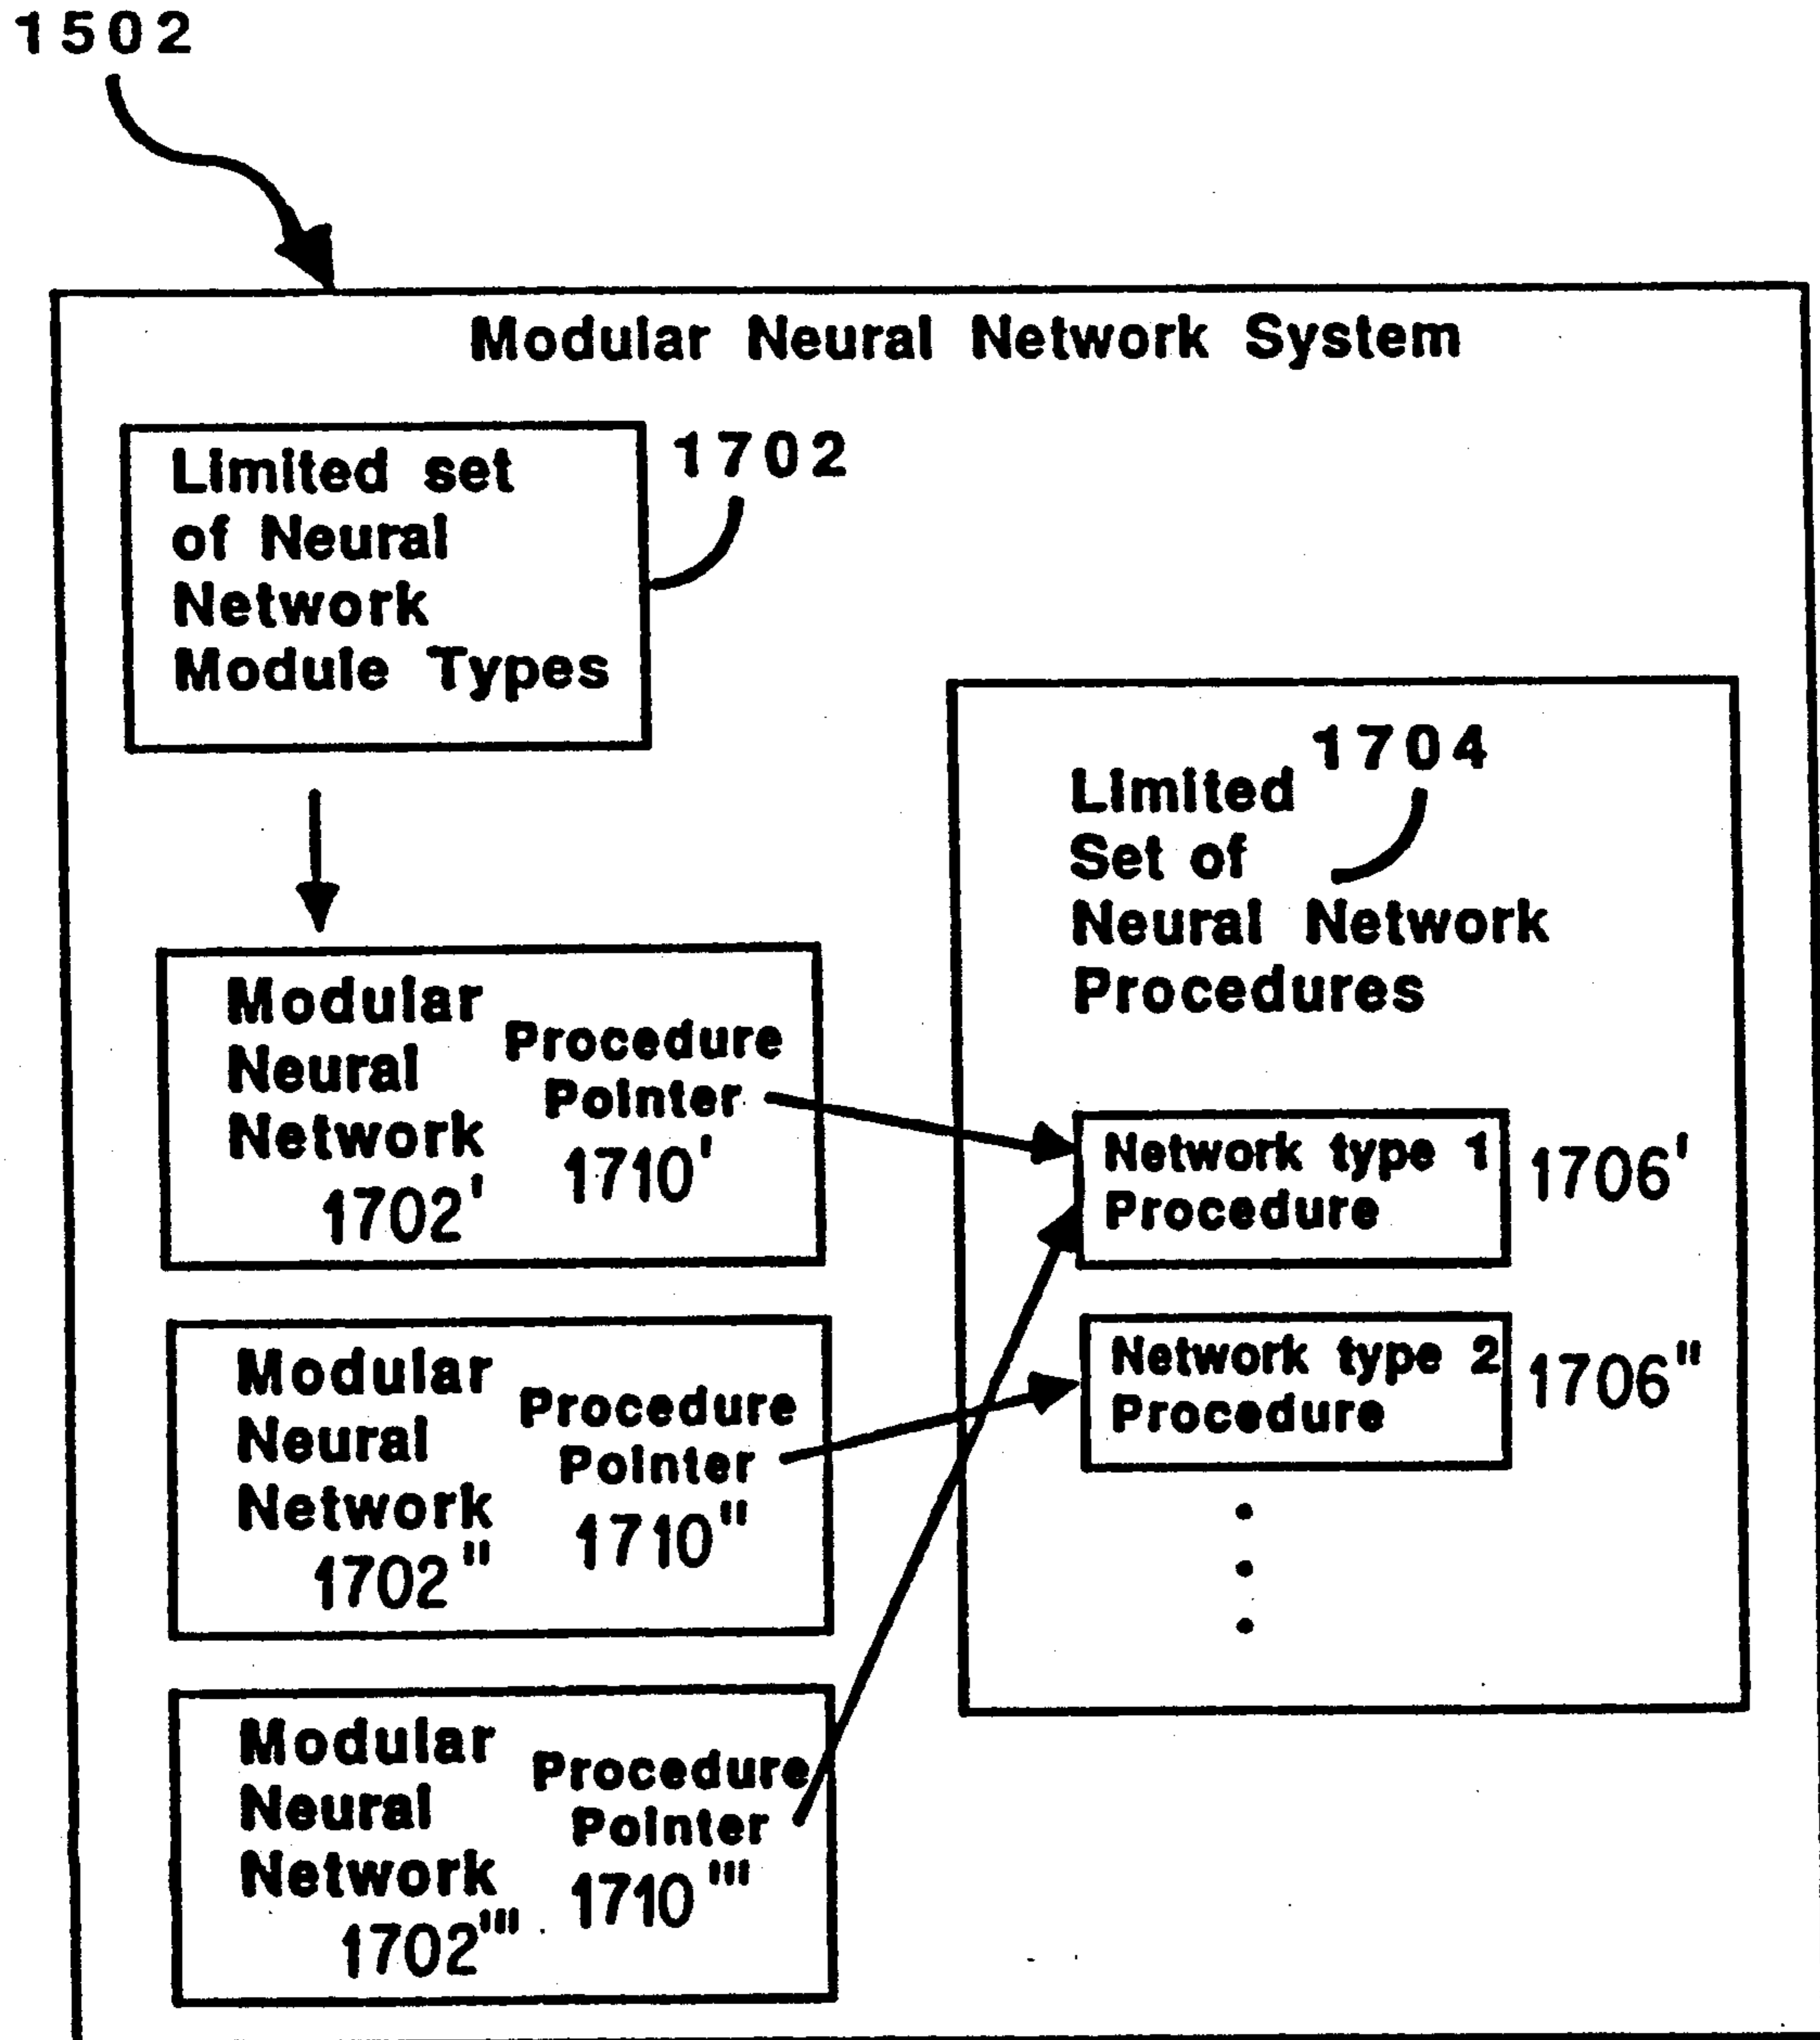 1502
Modular Neural Network System
Limited set
of Neural
Network
Module Types
1702
1704
Limited
Set of
Neural Network
Procedures
Modular
Neural
Network
1702'
Procedure
Pointer
1710'
Network type 1
Procedure
1706'
Modular
Neural
Network
1702"
Procedure
Pointer
1710"
Network type 2
Procedure
1706"
Modular
Neural
Network
1702'''
Procedure
Pointer
1710'''